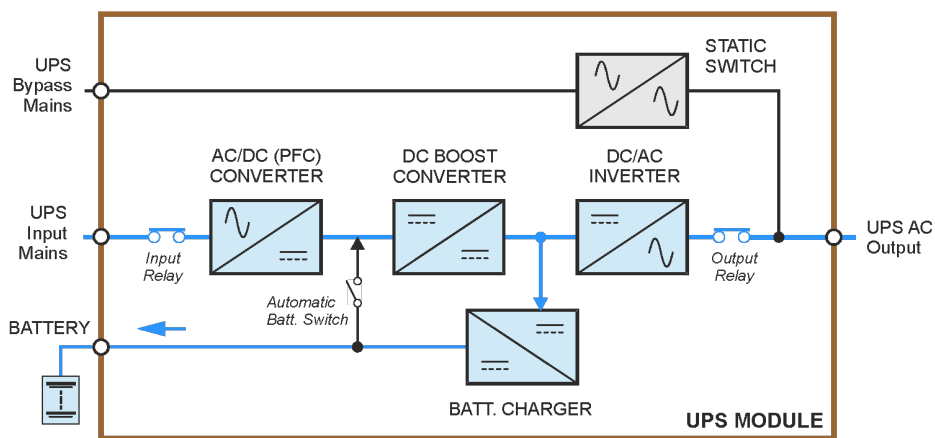 UPS
Bypass
Mains
STATIC
SWITCH
AC/DC (PFC)
CONVERTER
DC BOOST
CONVERTER
DC/AC
INVERTER
UPS
Input
Mains
Input
Relay
Output
Relay
UPS AC
Output
Automatic
Batt. Switch
BATTERY
BATT. CHARGER
UPS MODULE